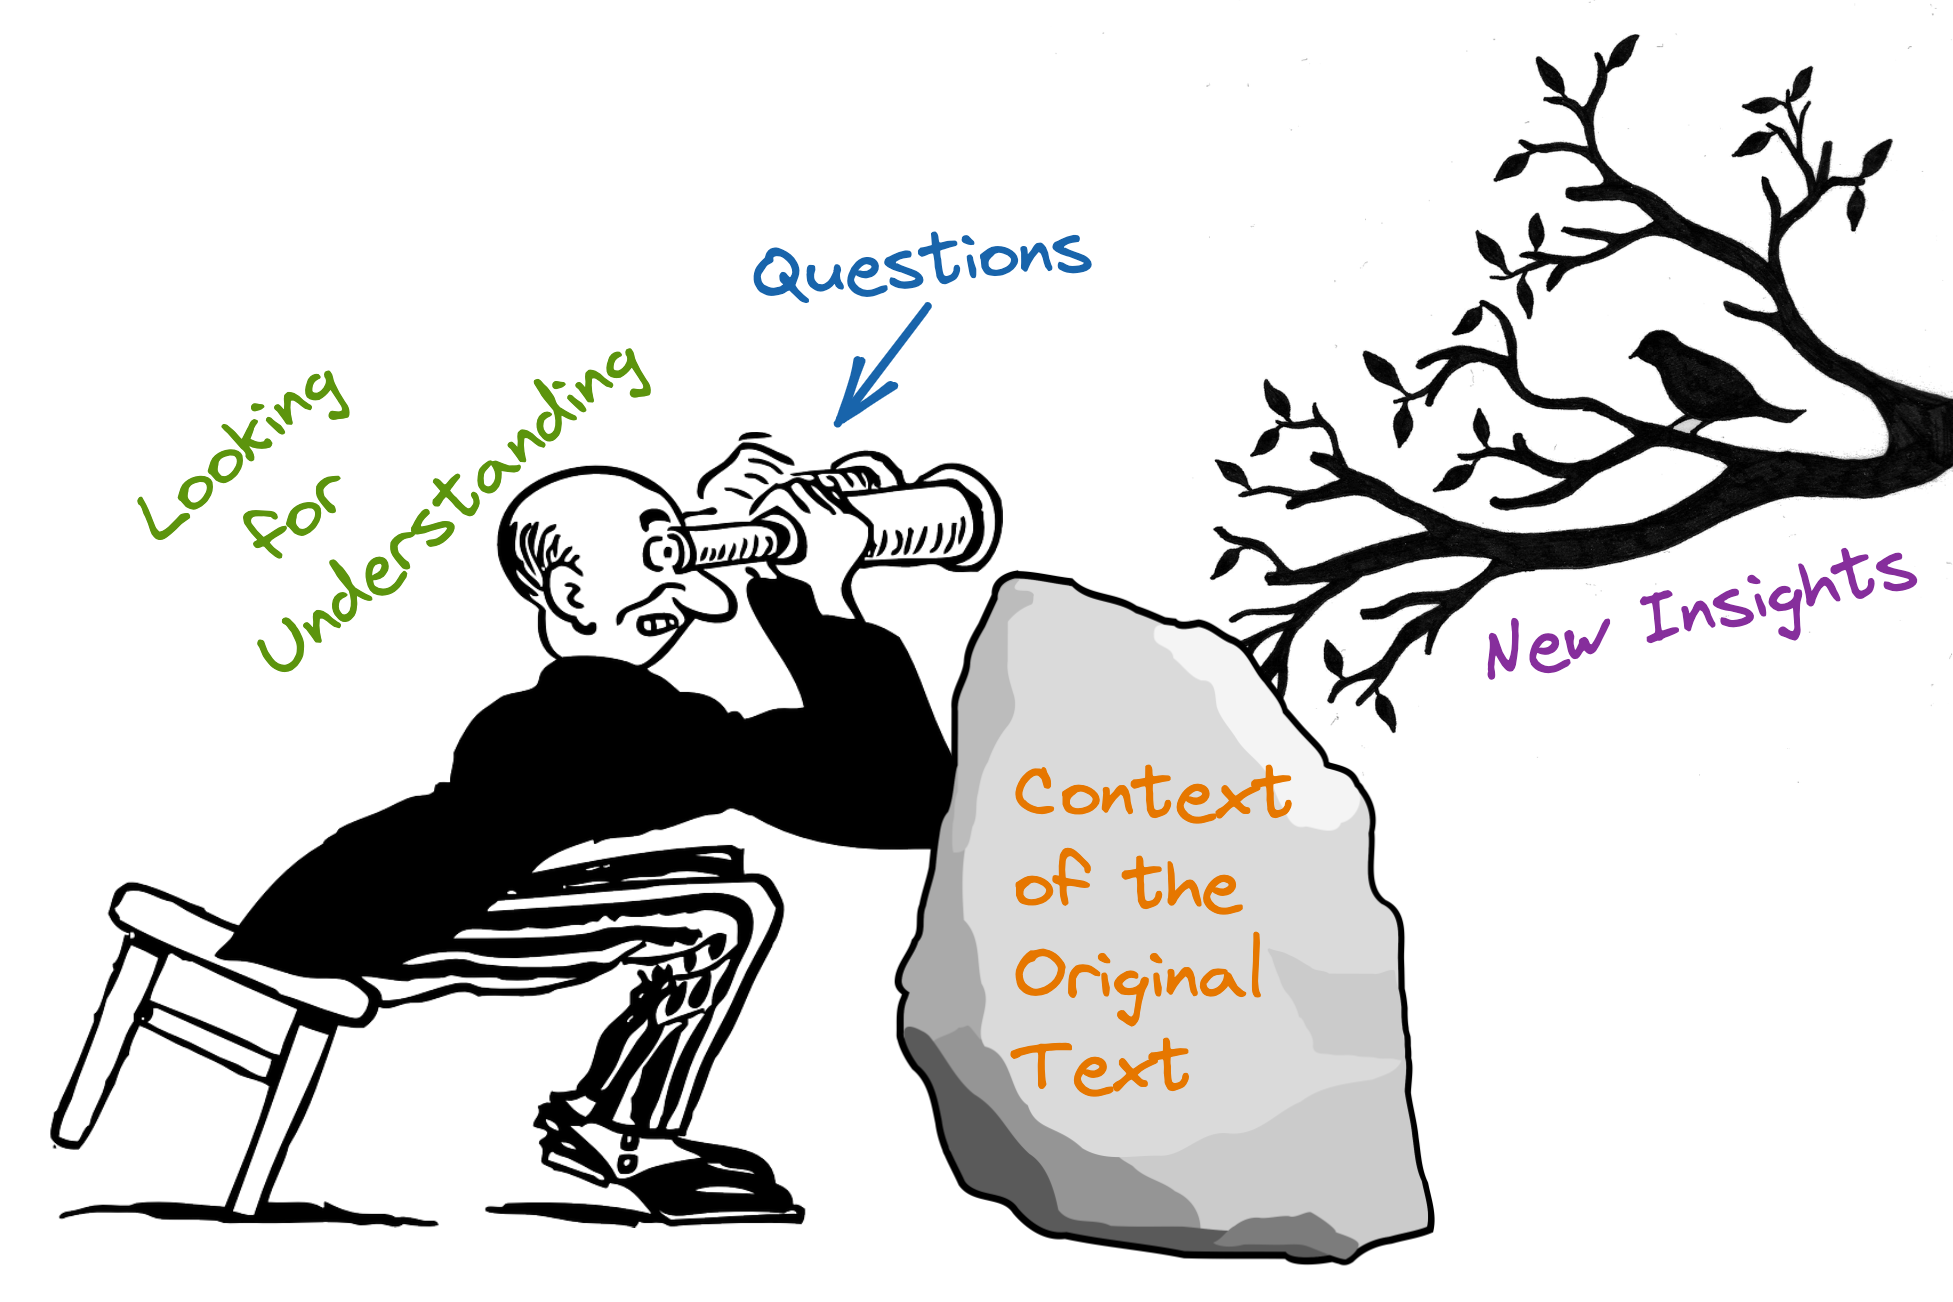 Looking
for
Understanding
Questions
New Insights
Context
of the
Original
Text